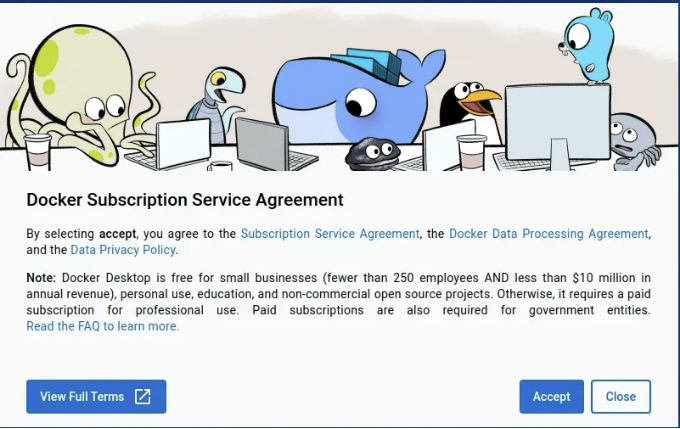 Docker Subscription Service Agreement
By selecting accept, you agree to the Subscription Service Agreement, the Docker Data Processing Agreement,
and the Data Privacy Policy.
Note: Docker Desktop is free for small businesses (fewer than 250 employees AND less than $10 million in
annual revenue), personal use, education, and non-commercial open source projects. Otherwise, it requires a paid
subscription for professional use. Paid subscriptions are also required for government entities.
Read the FAQ to learn more.
View Full Terms
Accept
Close